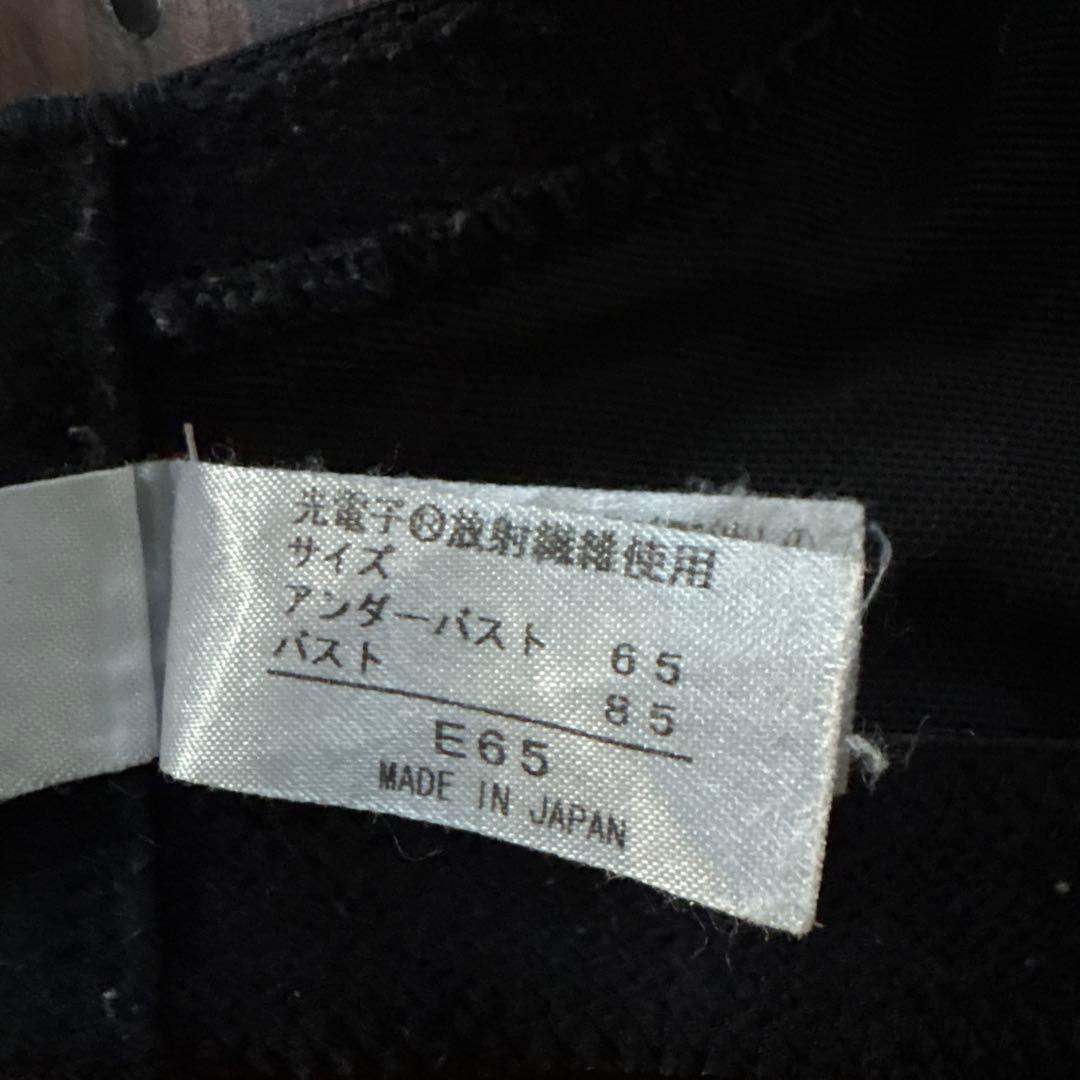 光電子®放射繊維使用
サイズ
アンダーバスト 65
バスト 85
E65
MADE IN JAPAN